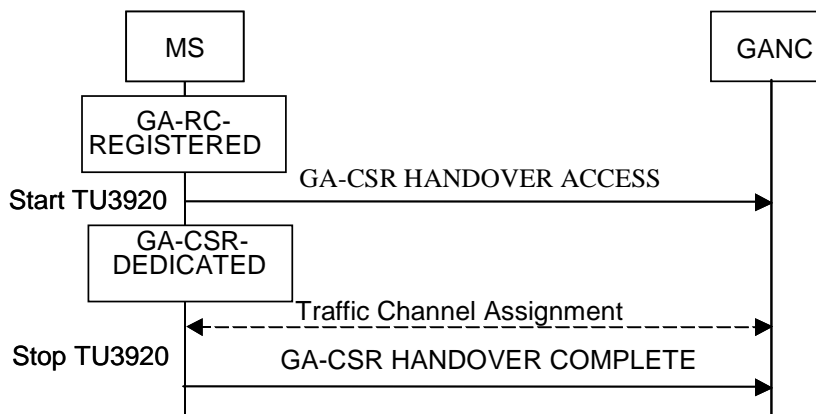 MS
GANC
GA-RC-
REGISTERED
GA-CSR HANDOVER ACCESS
Start TU3920
GA-CSR-
DEDICATED
Traffic Channel Assignment
Stop TU3920
GA-CSR HANDOVER COMPLETE